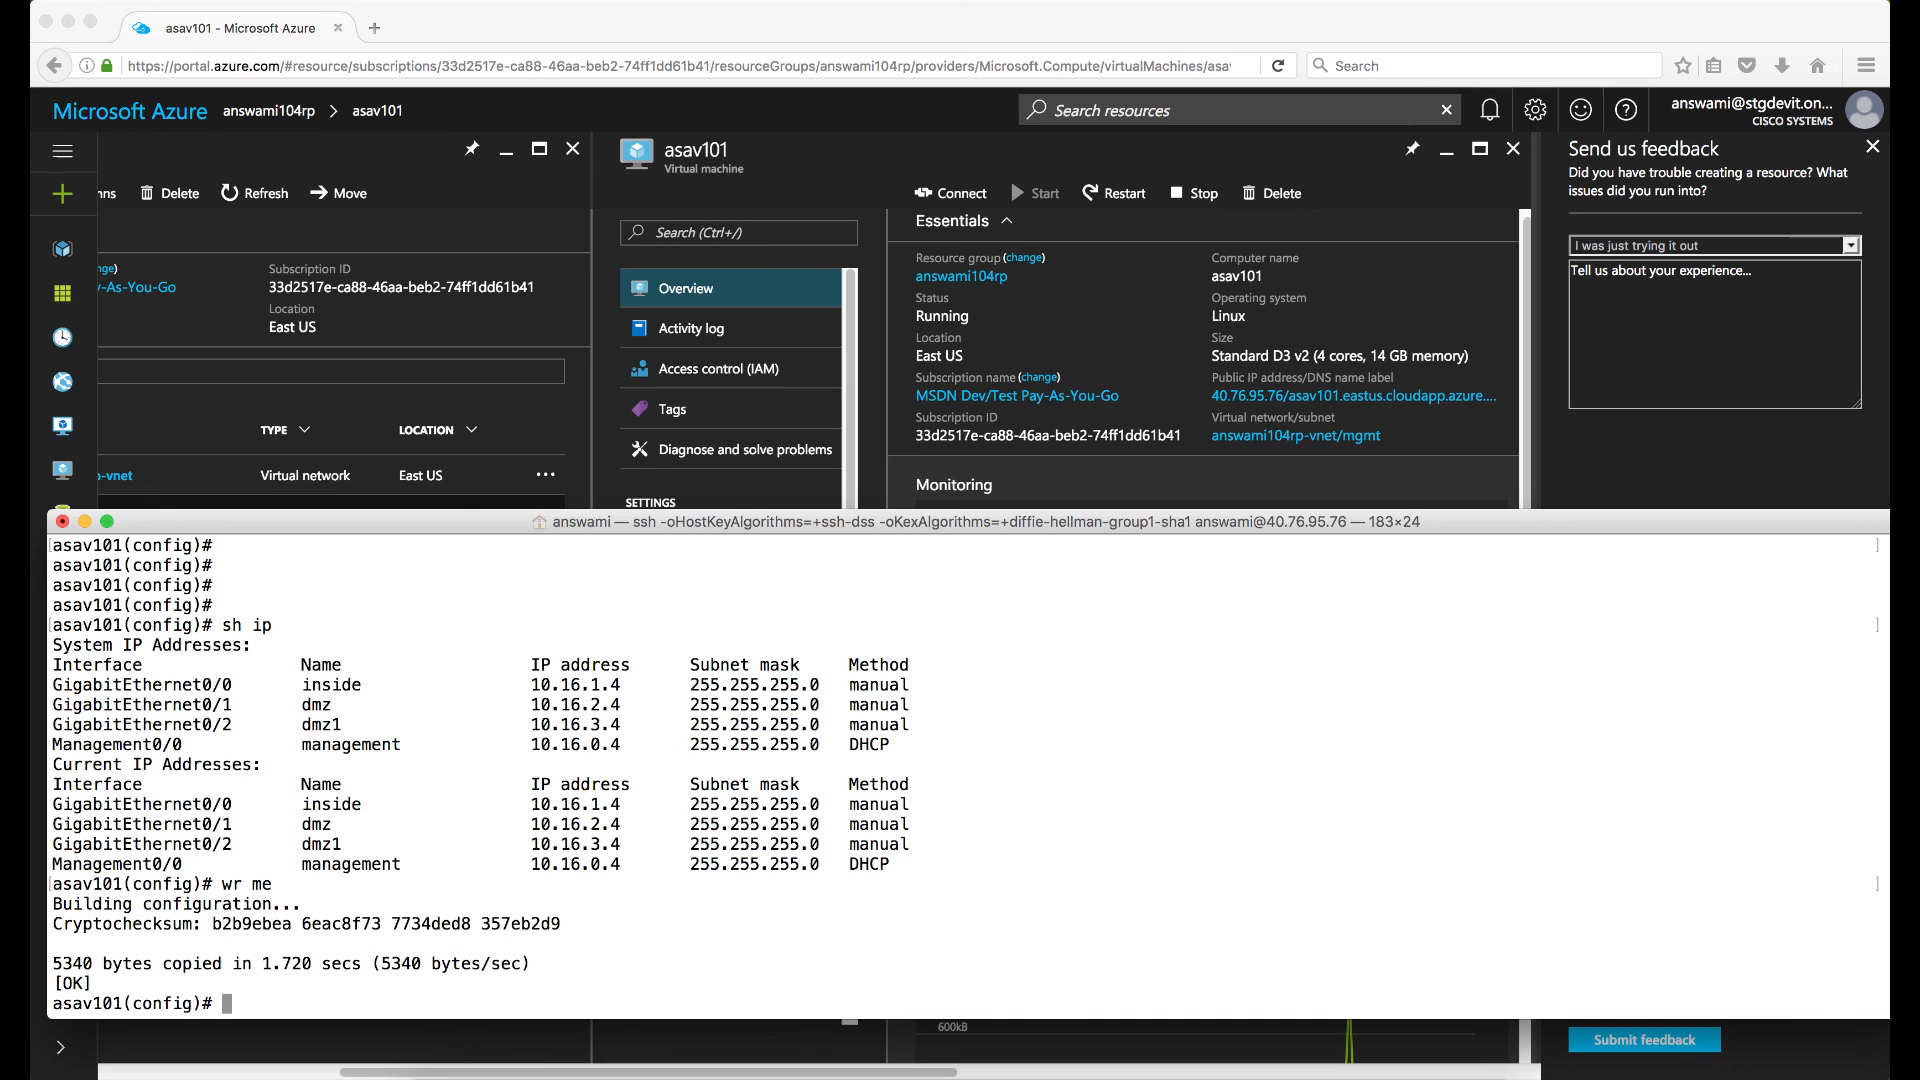 asav101 - Microsoft Azure
https://portal.azure.com/#resource/subscriptions/33d2517e-ca88-46aa-beb2-74ff1dd61b41/resourceGroups/answami104rp/providers/Microsoft.Compute/virtualMachines/asa
Search
Microsoft Azure answami104rp > asav101
Search resources
answami@stgdevit.on...
CISCO SYSTEMS
ns Delete Refresh Move
nge)
-As-You-Go
Subscription ID
33d2517e-ca88-46aa-beb2-74ff1dd61b41
Location
East US
TYPE LOCATION
-vnet Virtual network East US ...
asav101
Virtual machine
Search (Ctrl+/)
Overview
Activity log
Access control (IAM)
Tags
Diagnose and solve problems
SETTINGS
Connect Start Restart Stop Delete
Essentials
Resource group (change)
answami104rp
Status
Running
Location
East US
Subscription name (change)
MSDN Dev/Test Pay-As-You-Go
Subscription ID
33d2517e-ca88-46aa-beb2-74ff1dd61b41
Computer name
asav101
Operating system
Linux
Size
Standard D3 v2 (4 cores, 14 GB memory)
Public IP address/DNS name label
40.76.95.76/asav101.eastus.cloudapp.azure....
Virtual network/subnet
answami104rp-vnet/mgmt
Monitoring
Send us feedback
Did you have trouble creating a resource? What
issues did you run into?
I was just trying it out
Tell us about your experience...
answami — ssh -oHostKeyAlgorithms=+ssh-dss -oKexAlgorithms=+diffie-hellman-group1-sha1 answami@40.76.95.76 — 183×24
asav101(config)#
asav101(config)#
asav101(config)#
asav101(config)#
asav101(config)# sh ip
System IP Addresses:
Interface Name IP address Subnet mask Method
GigabitEthernet0/0 inside 10.16.1.4 255.255.255.0 manual
GigabitEthernet0/1 dmz 10.16.2.4 255.255.255.0 manual
GigabitEthernet0/2 dmz1 10.16.3.4 255.255.255.0 manual
Management0/0 management 10.16.0.4 255.255.255.0 DHCP
Current IP Addresses:
Interface Name IP address Subnet mask Method
GigabitEthernet0/0 inside 10.16.1.4 255.255.255.0 manual
GigabitEthernet0/1 dmz 10.16.2.4 255.255.255.0 manual
GigabitEthernet0/2 dmz1 10.16.3.4 255.255.255.0 manual
Management0/0 management 10.16.0.4 255.255.255.0 DHCP
asav101(config)# wr me
Building configuration...
Cryptochecksum: b2b9ebea 6eac8f73 7734ded8 357eb2d9
5340 bytes copied in 1.720 secs (5340 bytes/sec)
[OK]
asav101(config)#
600kB
Submit feedback